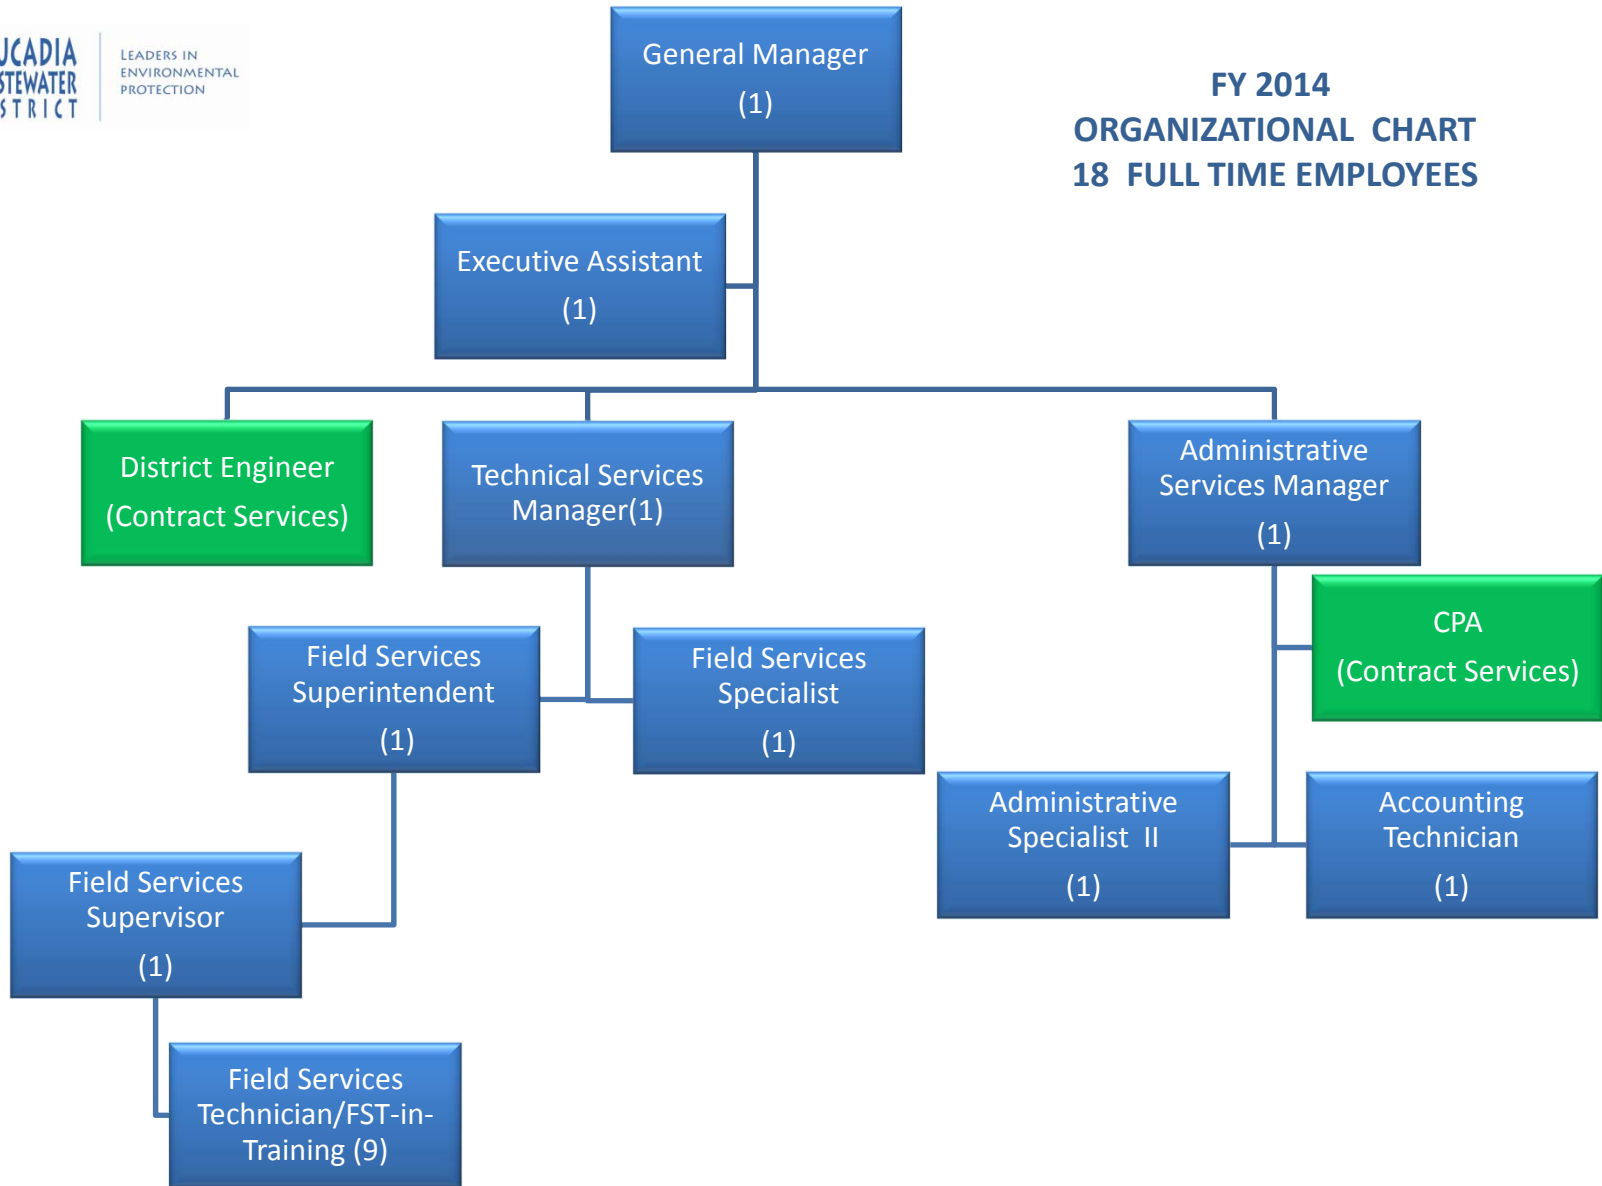 LEADERS IN
ENVIRONMENTAL
PROTECTION
General Manager
(1)
FY 2014
ORGANIZATIONAL CHART
18 FULL TIME EMPLOYEES
Executive Assistant
(1)
District Engineer
(Contract Services)
Technical Services
Manager(1)
Administrative
Services Manager
(1)
CPA
(Contract Services)
Field Services
Superintendent
(1)
Field Services
Specialist
(1)
Administrative
Specialist II
(1)
Accounting
Technician
(1)
Field Services
Supervisor
(1)
Field Services
Technician/FST-in-
Training (9)